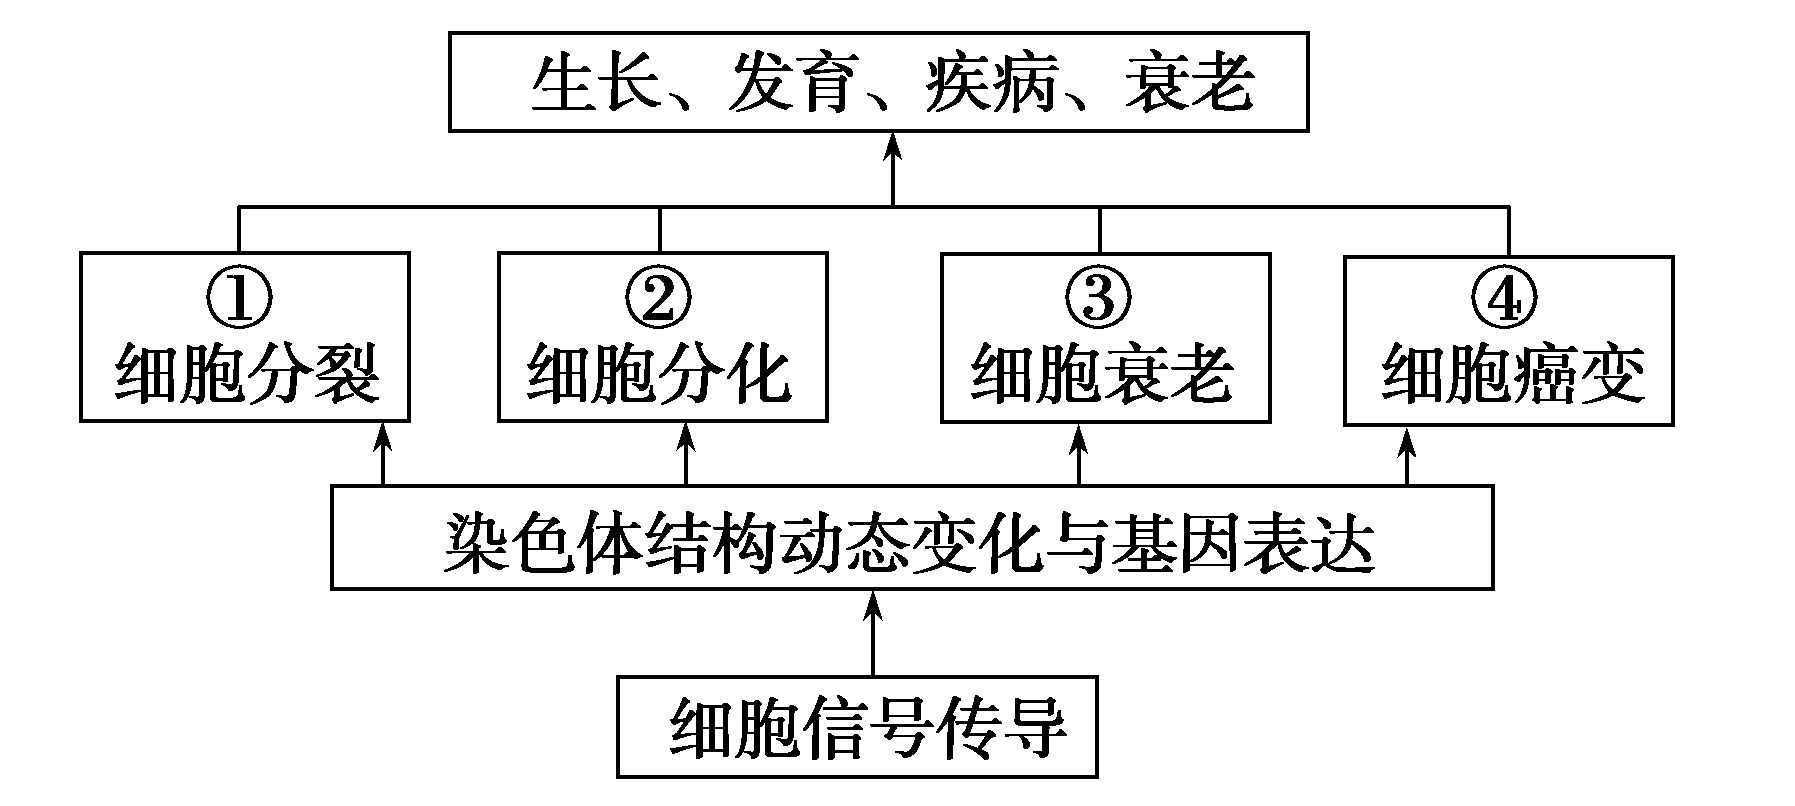 生长、发育、疾病、衰老
① ② ③ ④
细胞分裂 细胞分化 细胞衰老 细胞癌变
染色体结构动态变化与基因表达
细胞信号传导